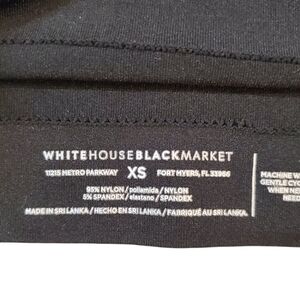 WHITEHOUSEBLACKMARKET
11215 METRO PARKWAY XS FORT MYERS, FL 33966
95% NYLON / poliamida / NYLON
5% SPANDEX / elastano / SPANDEX
MADE IN SRI LANKA / HECHO EN SRI LANKA / FABRIQUÉ AU SRI LANKA.
MACHINE W
GENTLE CYC
WHEN NE
NEED